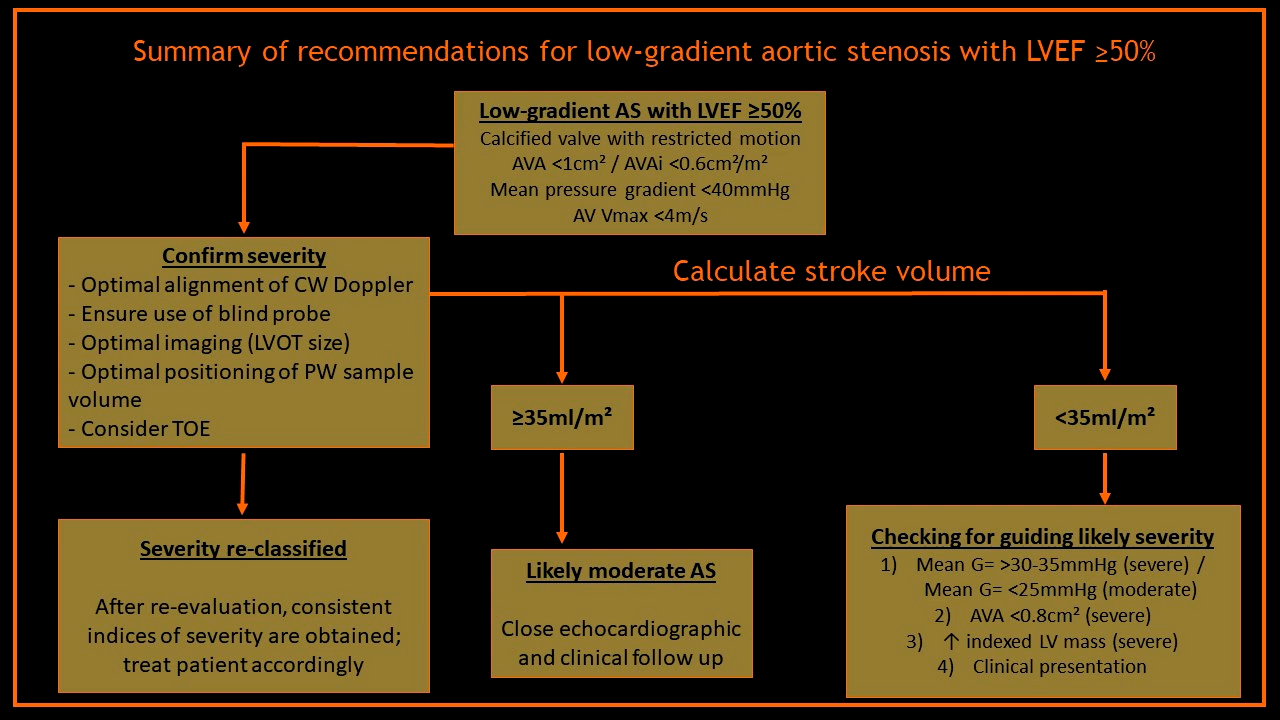 Summary of recommendations for low-gradient aortic stenosis with LVEF ≥50%
Low-gradient AS with LVEF ≥50%
Calcified valve with restricted motion
AVA <1cm² / AVAi <0.6cm²/m²
Mean pressure gradient <40mmHg
AV Vmax <4m/s
Confirm severity
- Optimal alignment of CW Doppler
- Ensure use of blind probe
- Optimal imaging (LVOT size)
- Optimal positioning of PW sample
volume
- Consider TOE
Calculate stroke volume
≥35ml/m²
<35ml/m²
Severity re-classified
After re-evaluation, consistent
indices of severity are obtained;
treat patient accordingly
Likely moderate AS
Close echocardiographic
and clinical follow up
Checking for guiding likely severity
1) Mean G= >30-35mmHg (severe) /
Mean G= <25mmHg (moderate)
2) AVA <0.8cm² (severe)
3) ↑ indexed LV mass (severe)
4) Clinical presentation